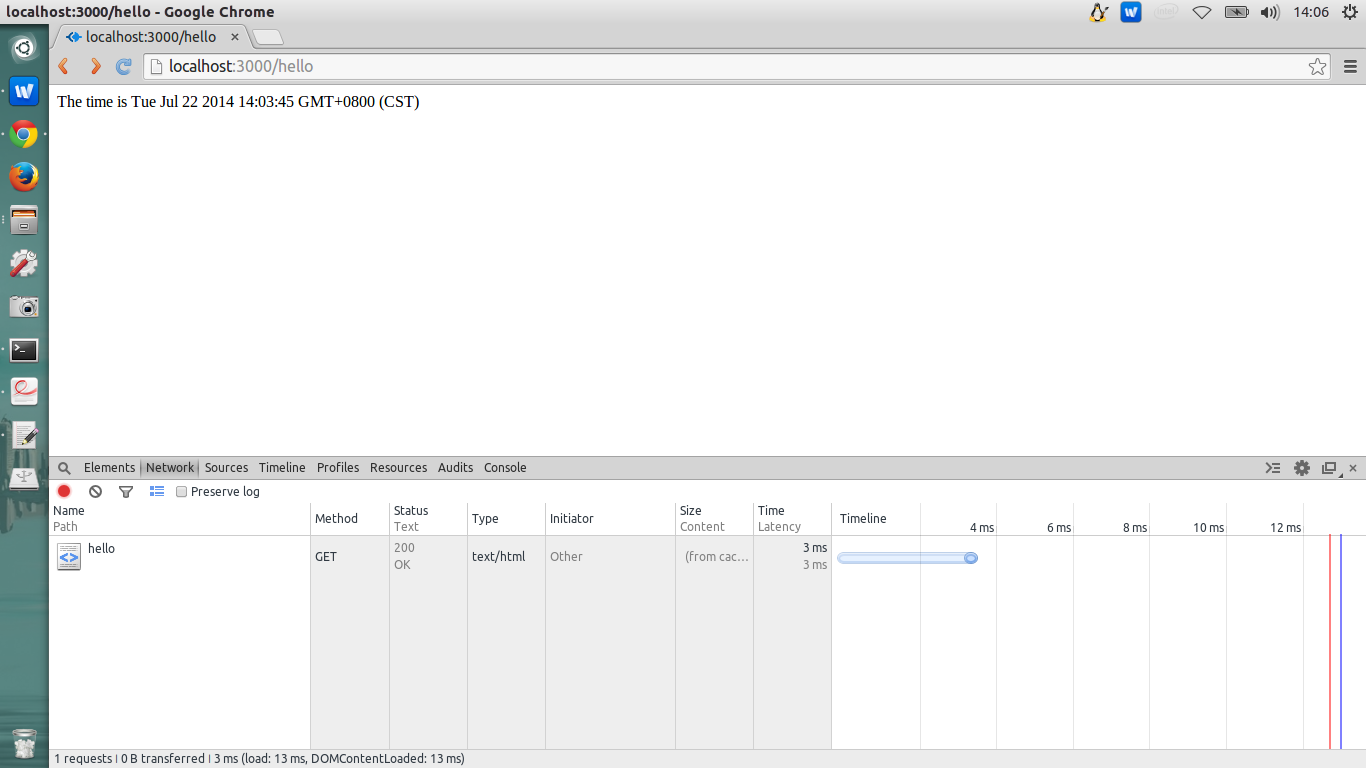 localhost:3000/hello - Google Chrome
14:06
localhost:3000/hello
localhost:3000/hello
The time is Tue Jul 22 2014 14:03:45 GMT+0800 (CST)
Elements Network Sources Timeline Profiles Resources Audits Console
Preserve log
Name Path
Method
Status Text
Type
Initiator
Size Content
Time Latency
Timeline
4 ms 6 ms 8 ms 10 ms 12 ms
hello
GET
200 OK
text/html
Other
(from cac...
3 ms
3 ms
1 requests | 0 B transferred | 3 ms (load: 13 ms, DOMContentLoaded: 13 ms)